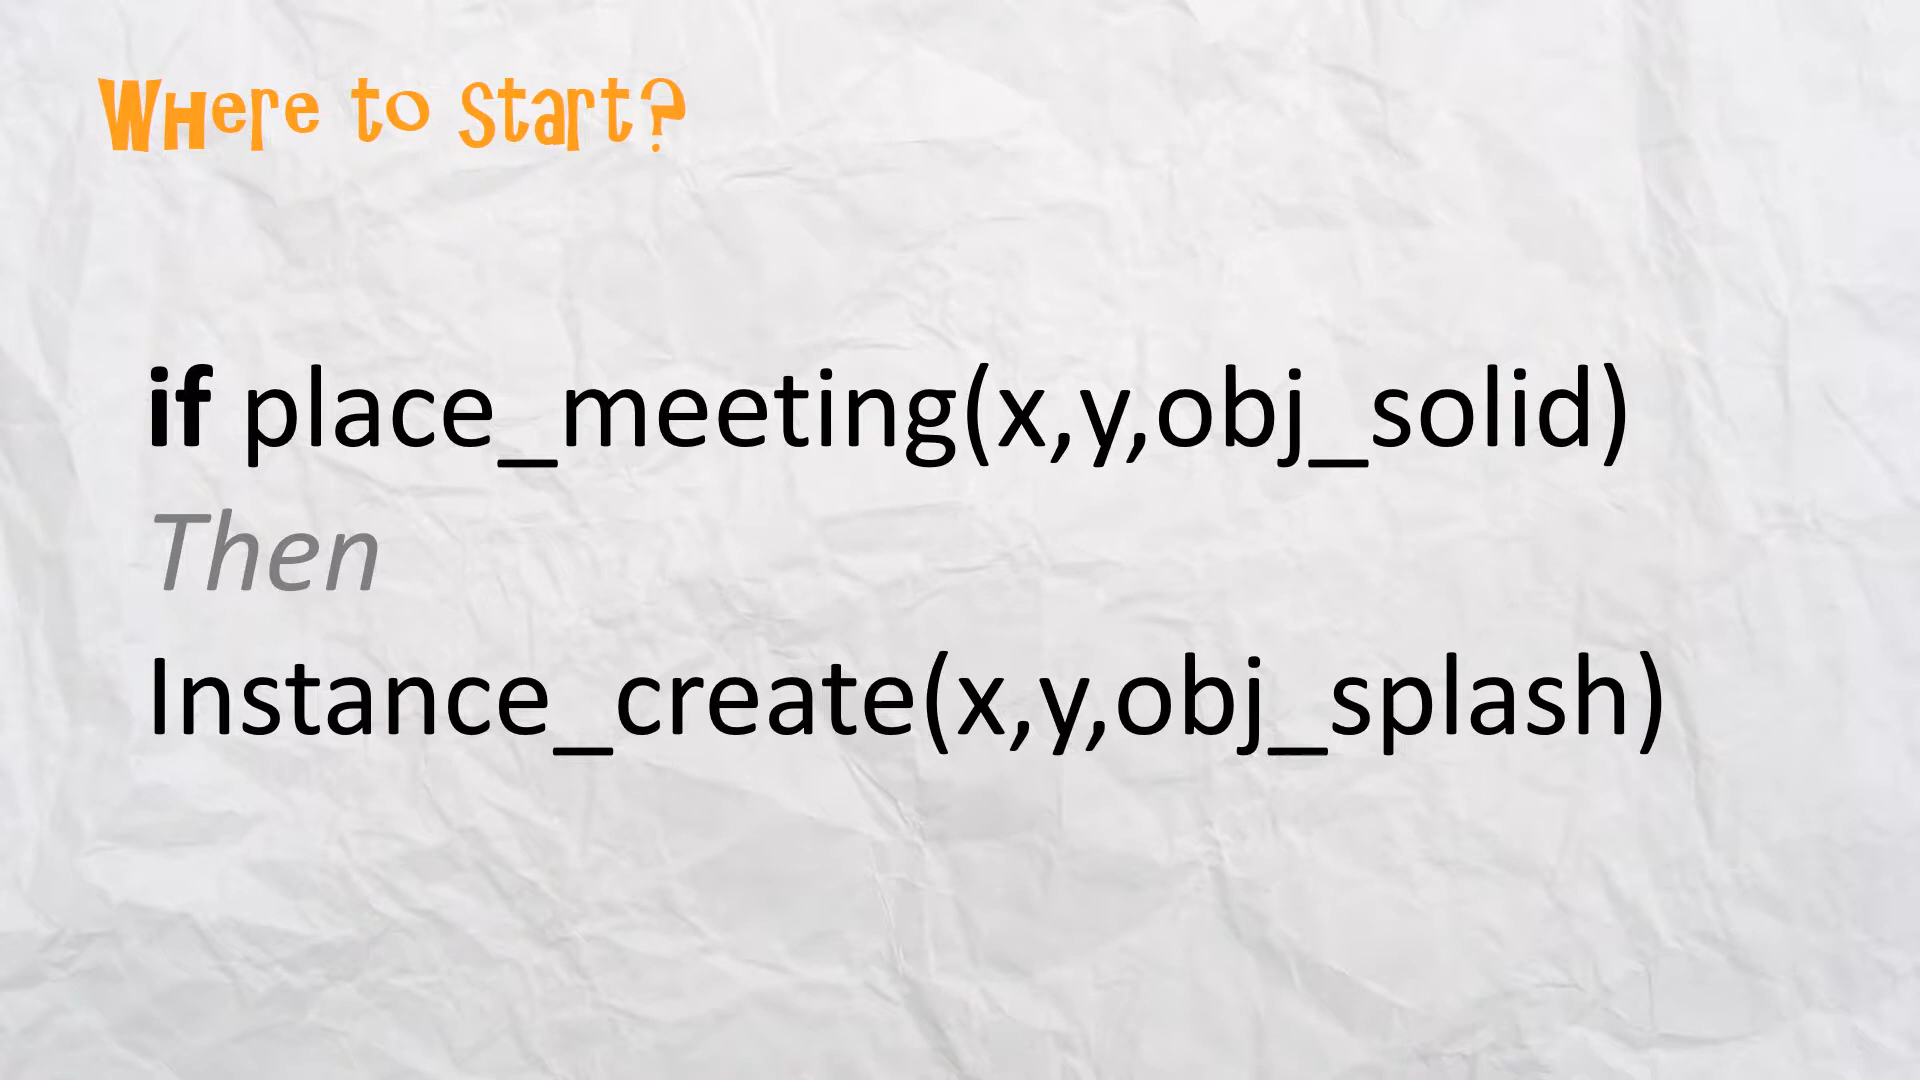 Where to start?
if place_meeting(x,y,obj_solid)
Then
Instance_create(x,y,obj_splash)